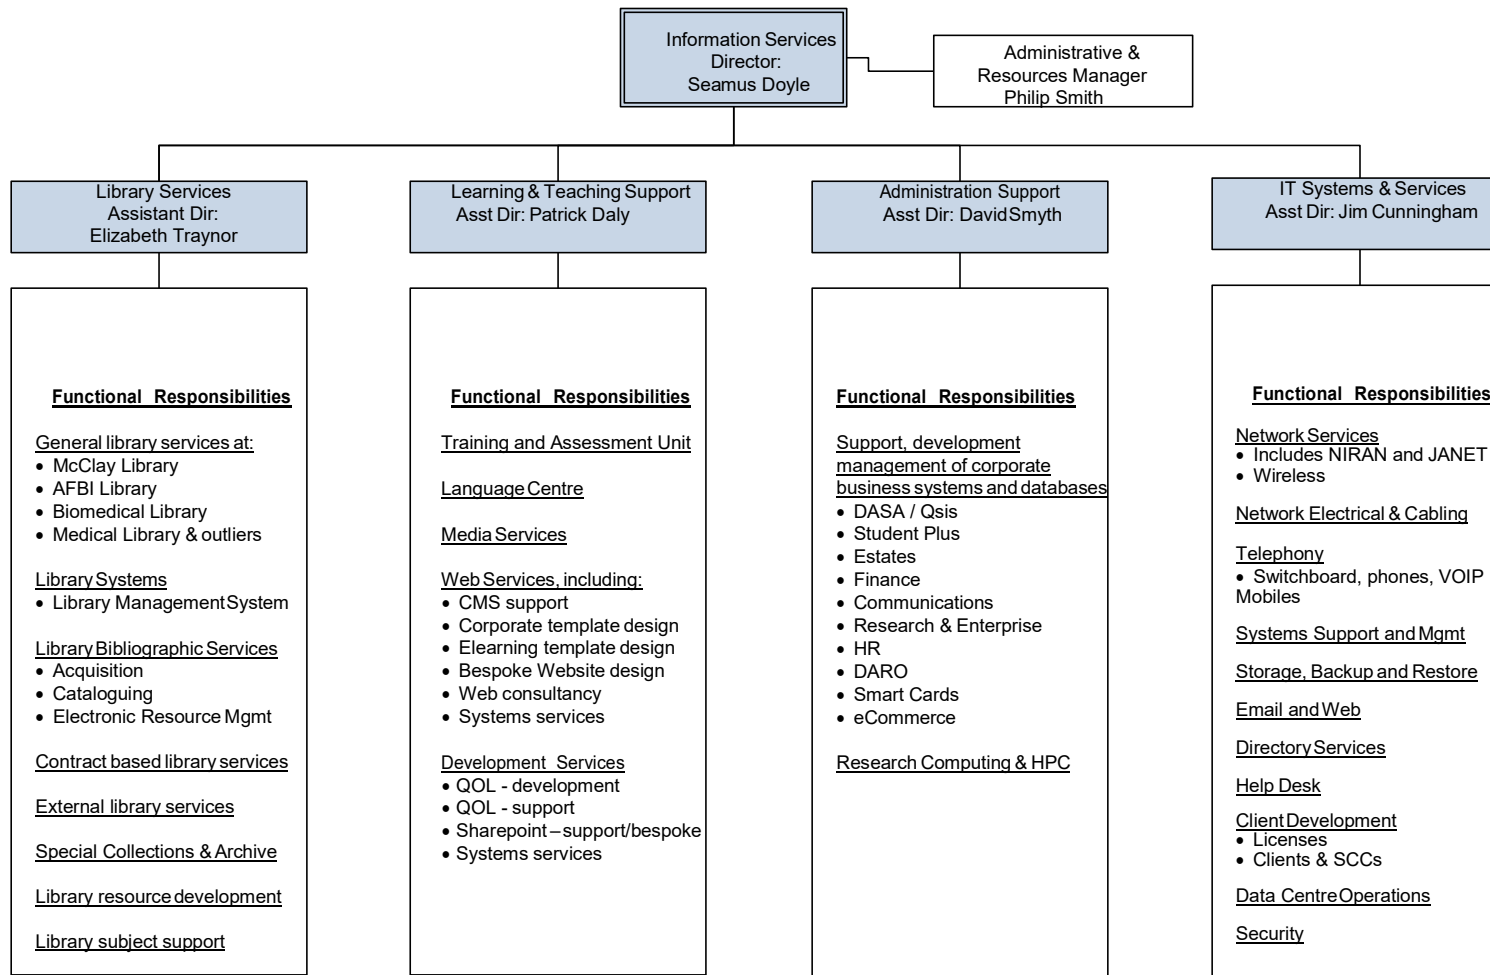 Information Services
Director:
Seamus Doyle
Administrative &
Resources Manager
Philip Smith
Library Services
Assistant Dir:
Elizabeth Traynor
Learning & Teaching Support
Asst Dir: Patrick Daly
Administration Support
Asst Dir: David Smyth
IT Systems & Services
Asst Dir: Jim Cunningham
Functional Responsibilities
General library services at:
• McClay Library
• AFBI Library
• Biomedical Library
• Medical Library & outliers
Library Systems
• Library Management System
Library Bibliographic Services
• Acquisition
• Cataloguing
• Electronic Resource Mgmt
Contract based library services
External library services
Special Collections & Archive
Library resource development
Library subject support
Functional Responsibilities
Training and Assessment Unit
Language Centre
Media Services
Web Services, including:
• CMS support
• Corporate template design
• Elearning template design
• Bespoke Website design
• Web consultancy
• Systems services
Development Services
• QOL - development
• QOL - support
• Sharepoint – support/bespoke
• Systems services
Functional Responsibilities
Support, development
management of corporate
business systems and databases
• DASA / Qsis
• Student Plus
• Estates
• Finance
• Communications
• Research & Enterprise
• HR
• DARO
• Smart Cards
• eCommerce
Research Computing & HPC
Functional Responsibilities
Network Services
• Includes NIRAN and JANET
• Wireless
Network Electrical & Cabling
Telephony
• Switchboard, phones, VOIP
Mobiles
Systems Support and Mgmt
Storage, Backup and Restore
Email and Web
Directory Services
Help Desk
Client Development
• Licenses
• Clients & SCCs
Data Centre Operations
Security